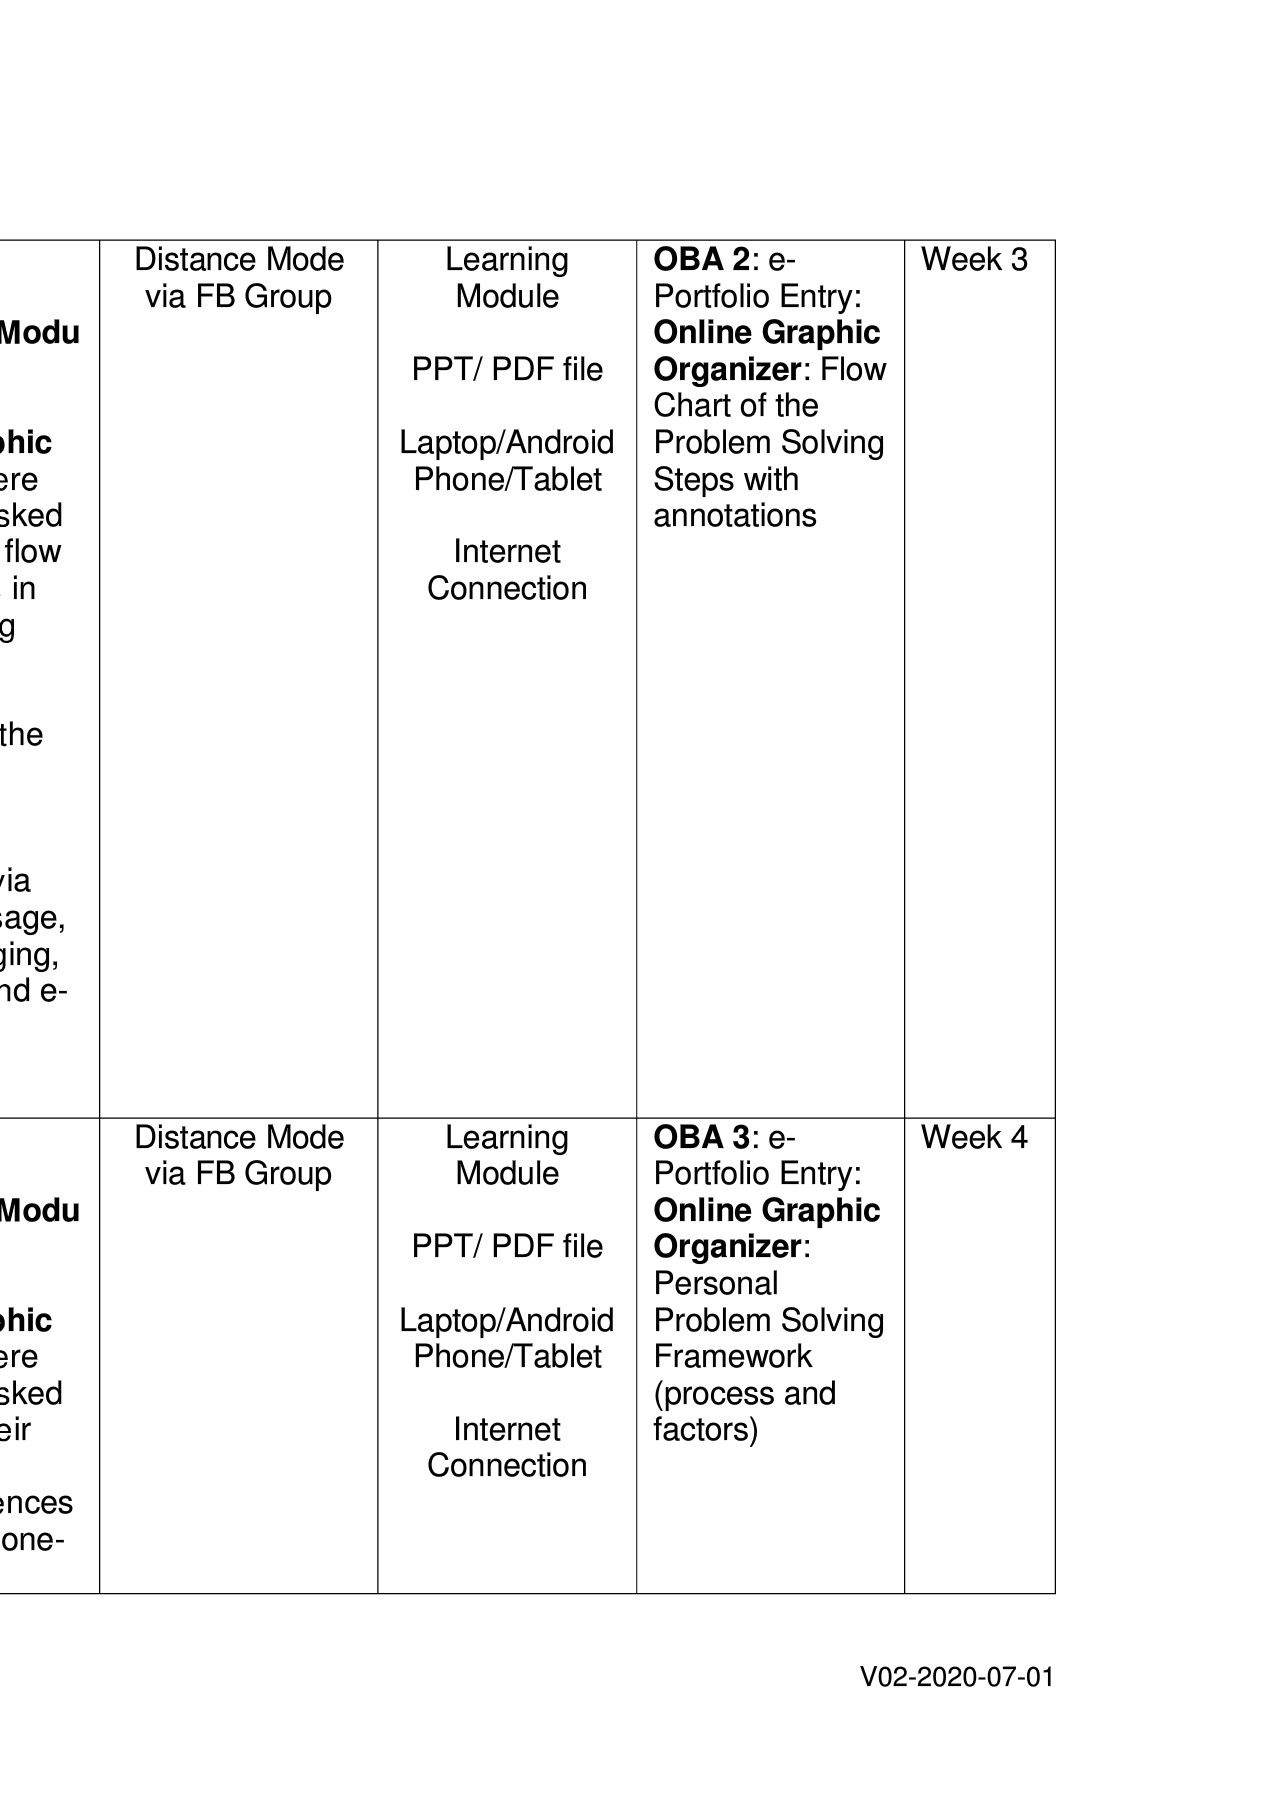 Modu
phic
ere
sked
flow
in
g
the
via
sage,
ging,
nd e-
Distance Mode
via FB Group
Learning
Module
PPT/ PDF file
Laptop/Android
Phone/Tablet
Internet
Connection
OBA 2: e-
Portfolio Entry:
Online Graphic
Organizer: Flow
Chart of the
Problem Solving
Steps with
annotations
Week 3
Modu
phic
ere
sked
eir
ences
one-
Distance Mode
via FB Group
Learning
Module
PPT/ PDF file
Laptop/Android
Phone/Tablet
Internet
Connection
OBA 3: e-
Portfolio Entry:
Online Graphic
Organizer:
Personal
Problem Solving
Framework
(process and
factors)
Week 4
V02-2020-07-01